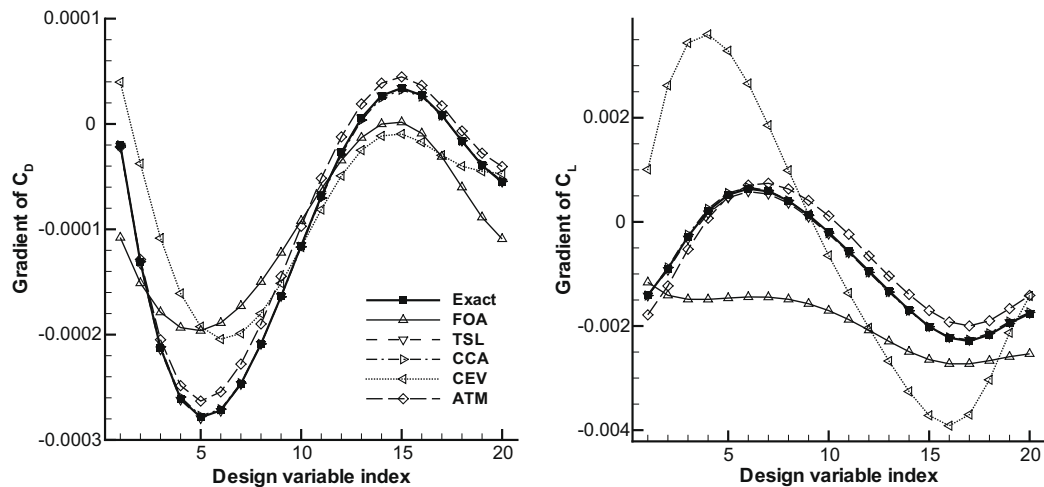 0.0001
0
-0.0001
-0.0002
-0.0003
Gradient of C_D
5
10
15
20
Design variable index
Exact
FOA
TSL
CCA
CEV
ATM
0.002
0
-0.002
-0.004
Gradient of C_L
5
10
15
20
Design variable index